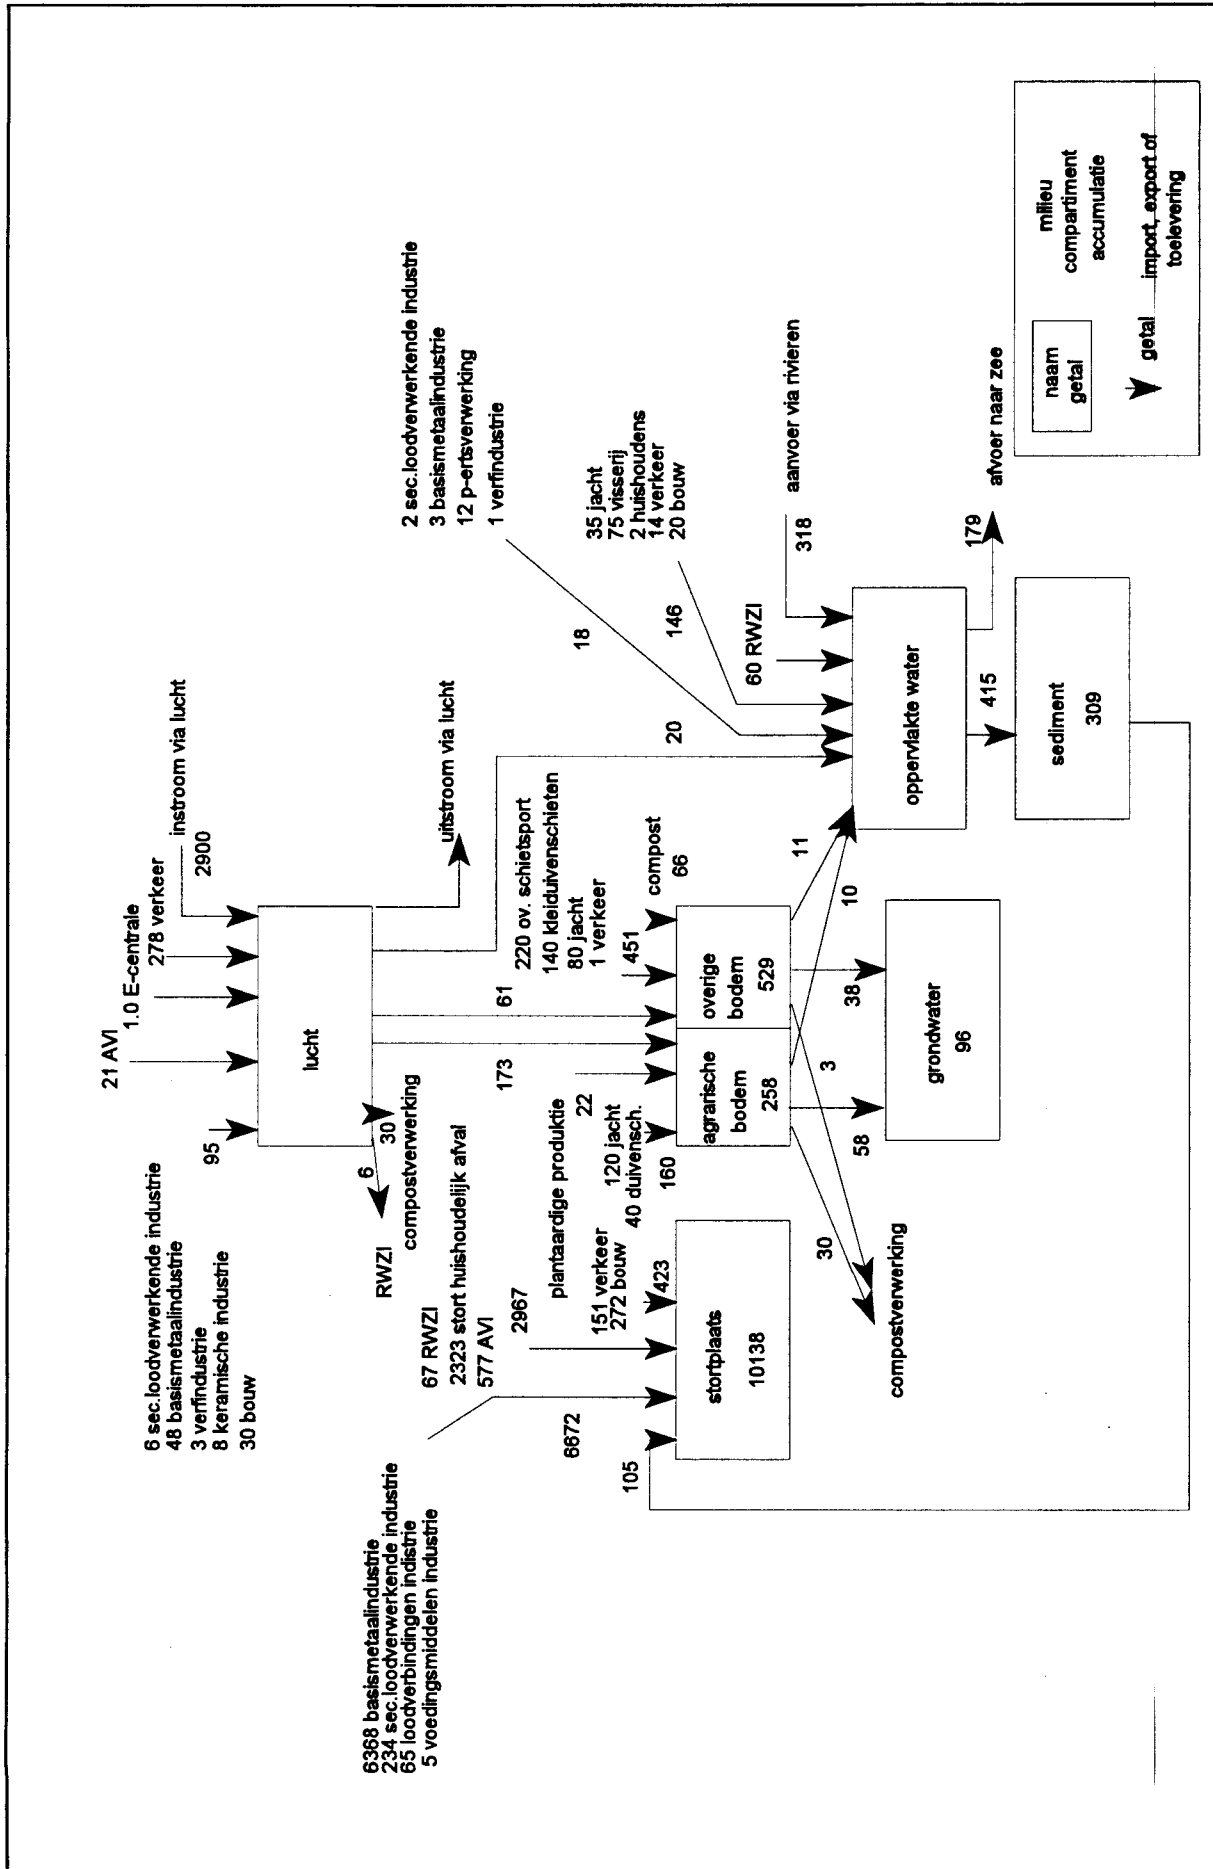 21 AVI
1.0 E-centrale
278 verkeer
instroom via lucht
2900
95
6 sec.loodverwerkende industrie
48 basismetaalindustrie
3 verfindustrie
8 keramische industrie
30 bouw
lucht
uitstroom via lucht
6
30
RWZI
compostverwerking
2 sec.loodverwerkende industrie
3 basismetaalindustrie
12 p-ertsverwerking
1 verfindustrie
18
35 jacht
75 visserij
2 huishoudens
14 verkeer
20 bouw
146
20
60 RWZI
aanvoer via rivieren
318
6368 basismetaalindustrie
234 sec.loodverwerkende industrie
65 loodverbindingen indistrie
5 voedingsmiddelen industrie
6672
67 RWZI
2323 stort huishoudelijk afval
577 AVI
2967
151 verkeer
272 bouw
423
105
stortplaats
10138
plantaardige produktie
22
120 jacht
40 duivensch.
160
173
61
220 ov. schietsport
140 kleiduivenschieten
80 jacht
1 verkeer
451
compost
66
agrarische
bodem
258
overige
bodem
529
11
10
30
3
58
38
compostverwerking
grondwater
96
oppervlakte water
179
afvoer naar zee
415
sediment
309
naam
getal
milieu
compartiment
accumulatie
getal
import, export of
toelevering